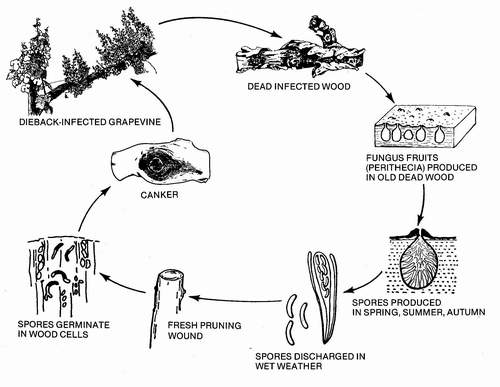 DIEBACK-INFECTED GRAPEVINE
DEAD INFECTED WOOD
FUNGUS FRUITS
(PERITHECIA) PRODUCED
IN OLD DEAD WOOD
SPORES PRODUCED
IN SPRING, SUMMER, AUTUMN
SPORES DISCHARGED IN
WET WEATHER
FRESH PRUNING
WOUND
SPORES GERMINATE
IN WOOD CELLS
CANKER